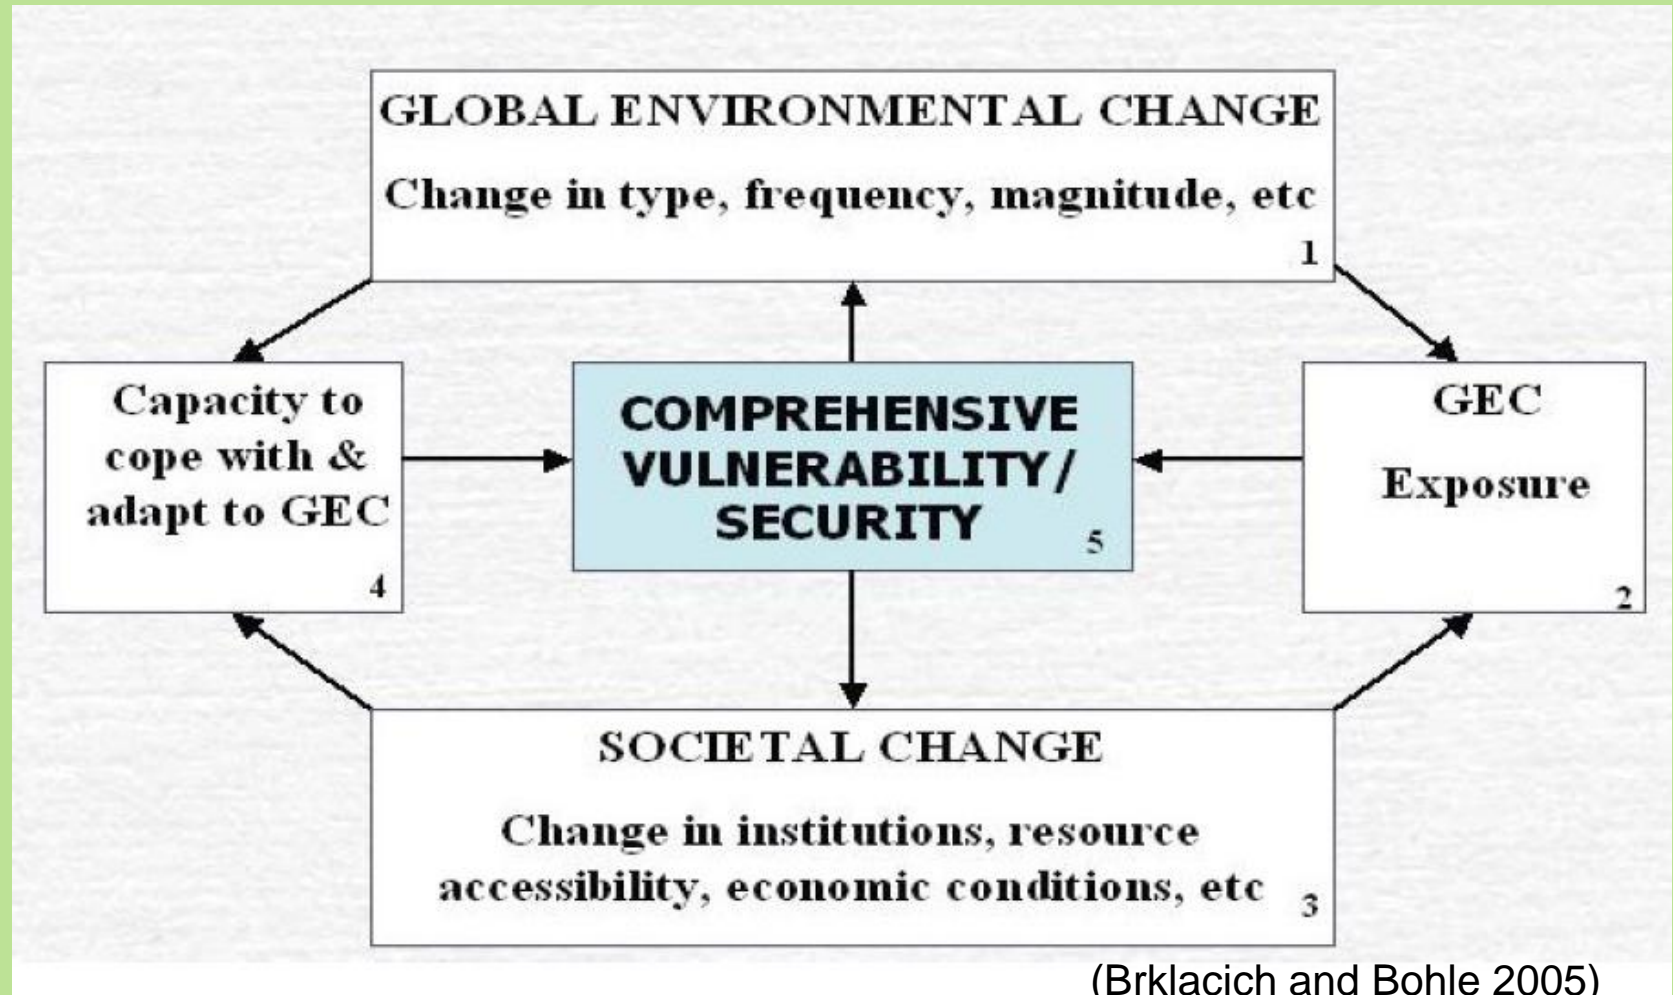 GLOBAL ENVIRONMENTAL CHANGE
Change in type, frequency, magnitude, etc
1
Capacity to
cope with &
adapt to GEC
4
COMPREHENSIVE
VULNERABILITY/
SECURITY
5
GEC
Exposure
2
SOCIETAL CHANGE
Change in institutions, resource
accessibility, economic conditions, etc
3
(Brklacich and Bohle 2005)